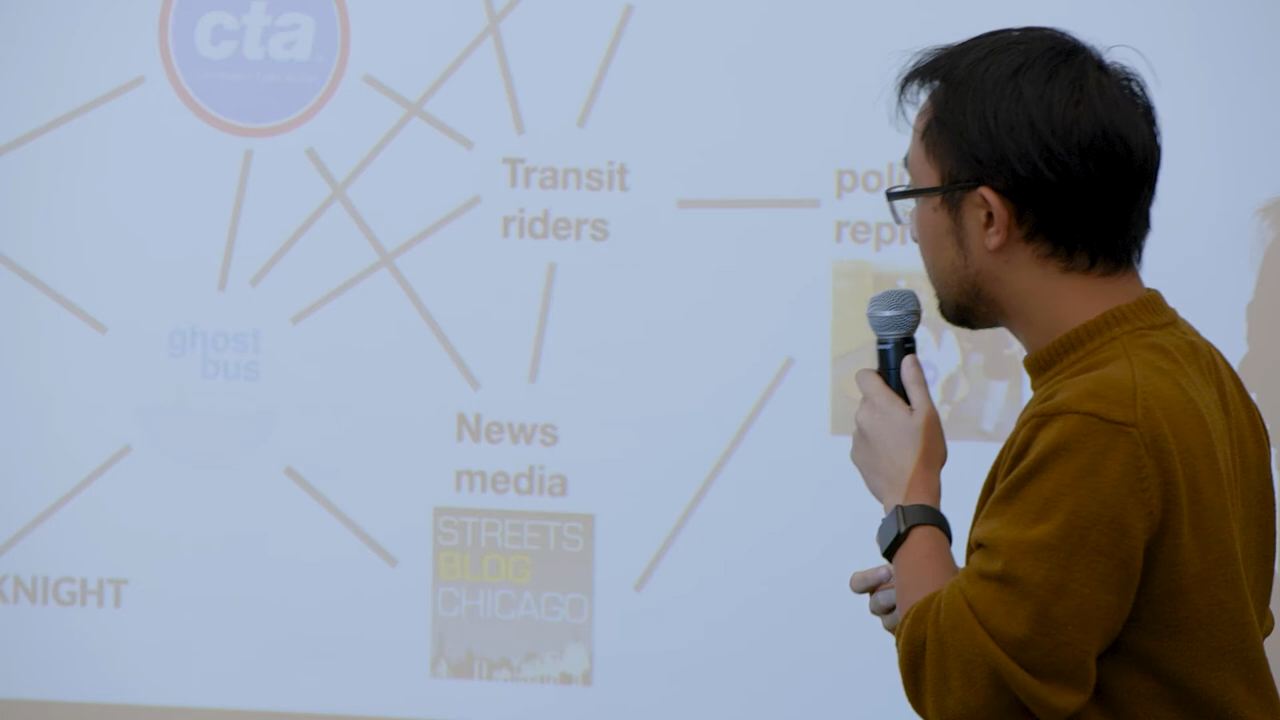 cta
Transit
riders
ghost
bus
News
media
STREETS
BLOG
CHICAGO
KNIGHT